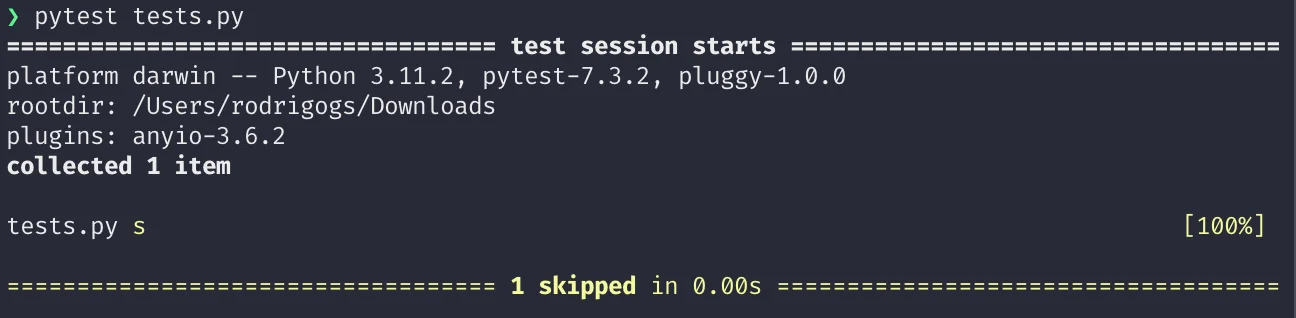 ❯ pytest tests.py
=================================== test session starts ===================================
platform darwin -- Python 3.11.2, pytest-7.3.2, pluggy-1.0.0
rootdir: /Users/rodrigogs/Downloads
plugins: anyio-3.6.2
collected 1 item
tests.py s [100%]
=================================== 1 skipped in 0.00s ====================================